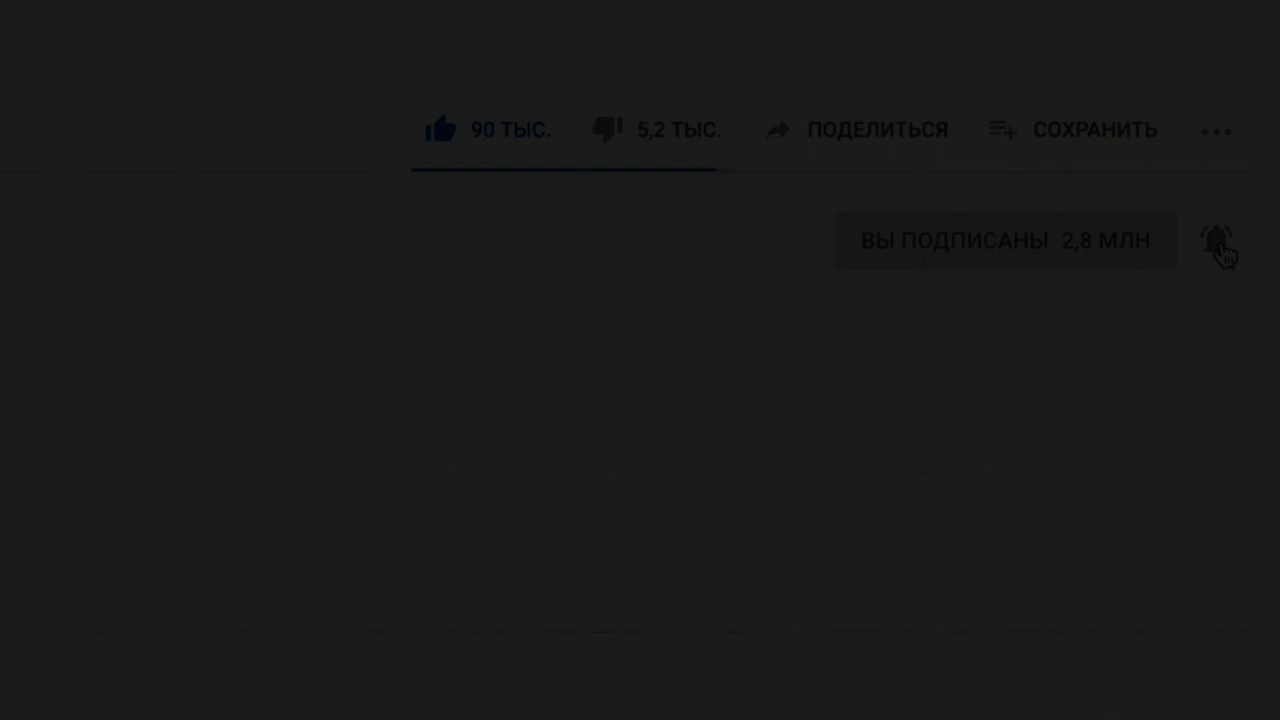 90 ТЫС. 5,2 ТЫС. ПОДЕЛИТЬСЯ СОХРАНИТЬ
ВЫ ПОДПИСАНЫ 2,8 МЛН